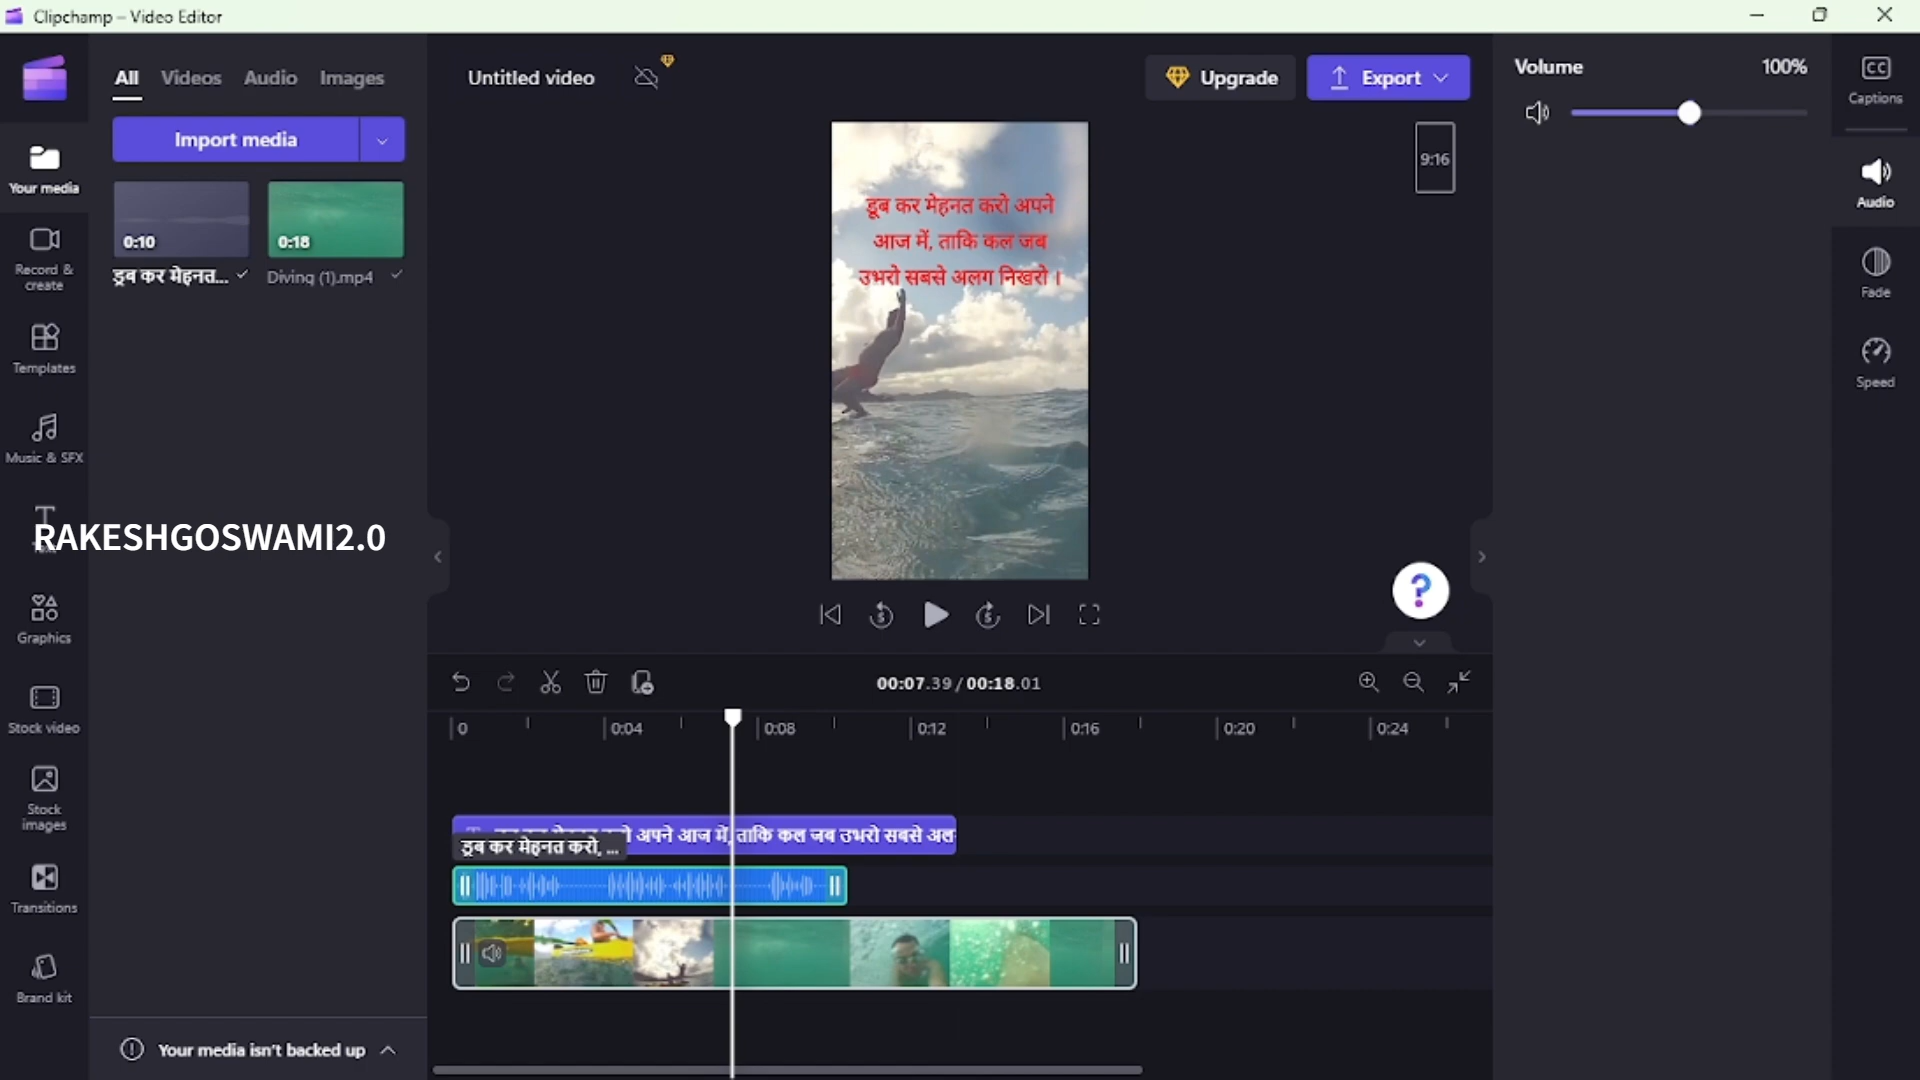 Clipchamp – Video Editor
All Videos Audio Images
Import media
0:10
0:18
डूब कर मेहनत...
Diving (1).mp4
Your media
Record & create
Templates
Music & SFX
RAKESHGOSWAMI2.0
Graphics
Stock video
Stock images
Transitions
Brand kit
Your media isn't backed up
Untitled video
Upgrade
Export
9:16
डूब कर मेहनत करो अपने
आज में, ताकि कल जब
उभरो सबसे अलग निखरो ।
5
5
?
00:07.39 / 00:18.01
0 0:04 0:08 0:12 0:16 0:20 0:24
अपने आज में, ताकि कल जब उभरो सबसे अल
डूब कर मेहनत करो, ...
Volume 100%
CC
Captions
Audio
Fade
Speed